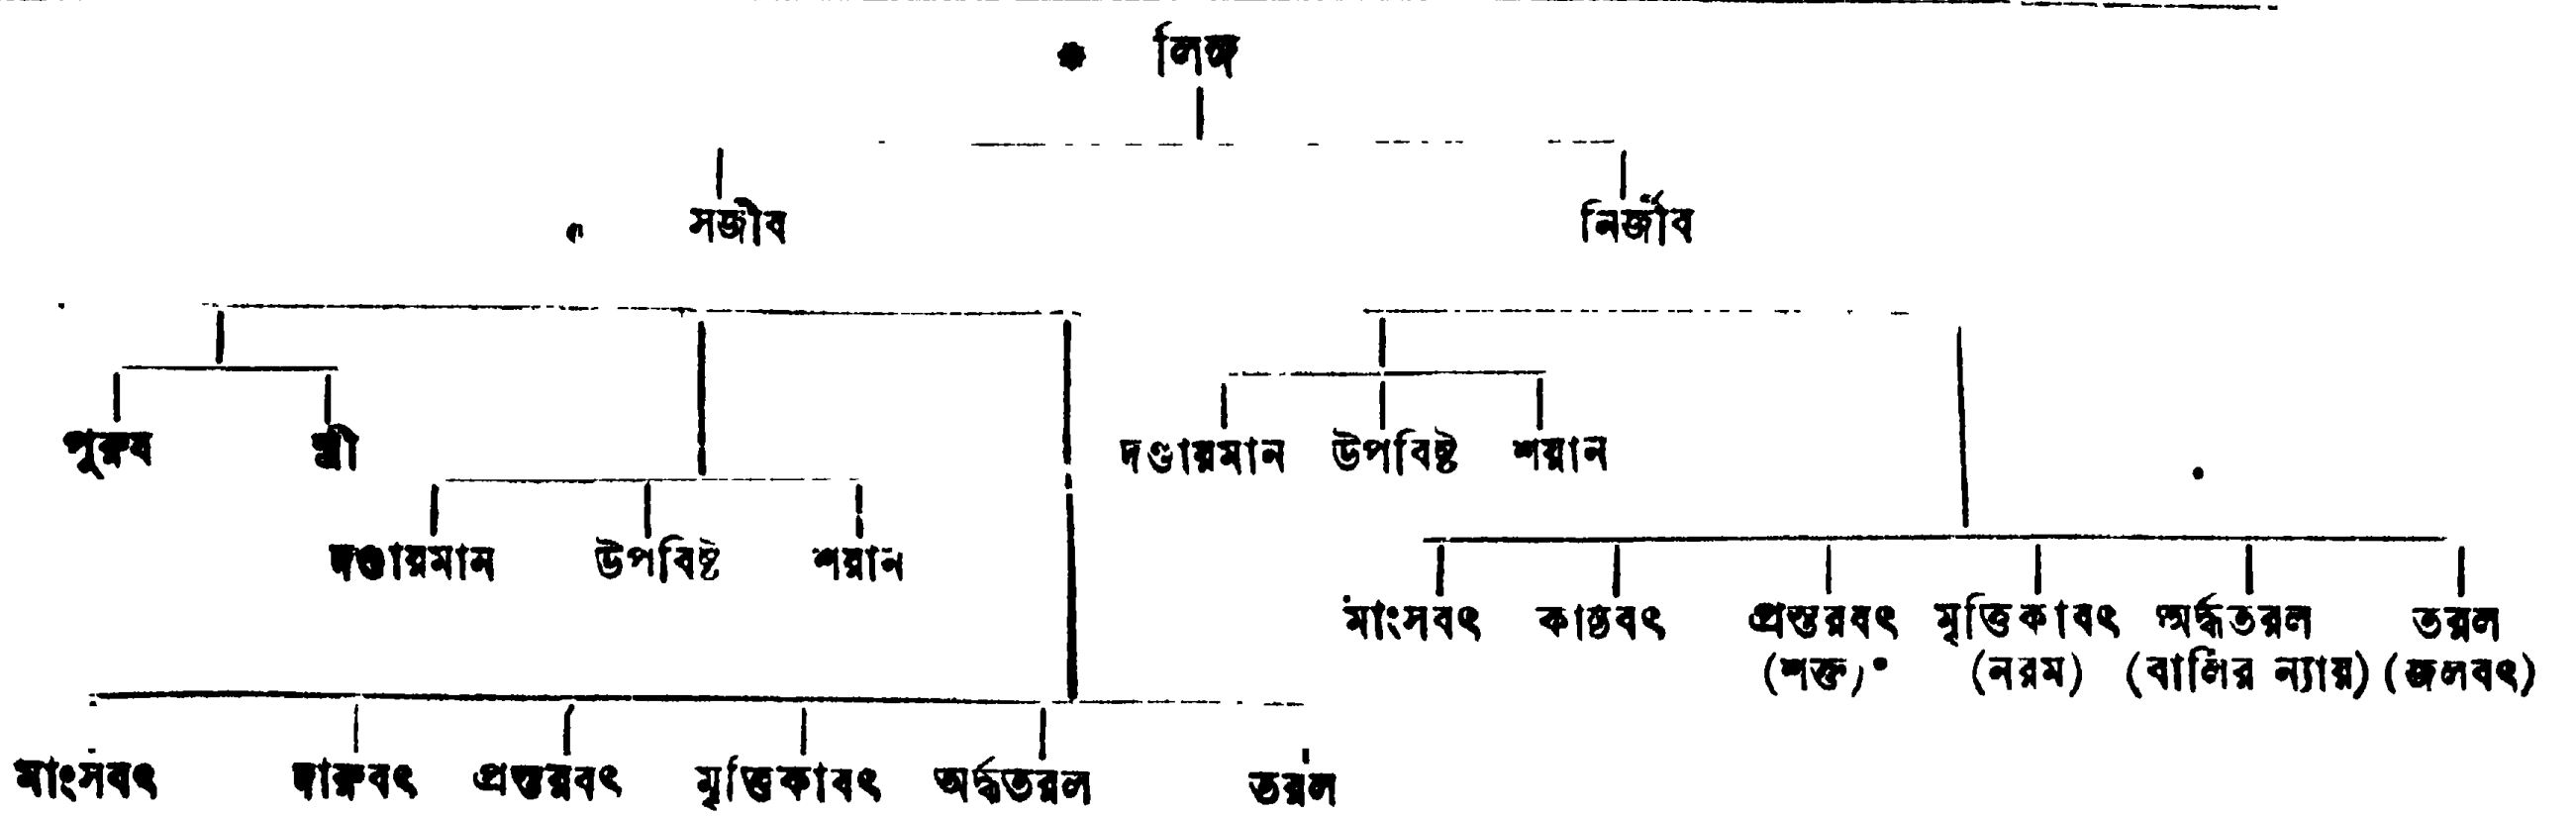 * লিঙ্গ
সজীব নির্জীব
পুরুষ স্ত্রী
দণ্ডায়মান উপবিষ্ট শয়ান
দণ্ডায়মান উপবিষ্ট শয়ান
মাংসবৎ কাষ্ঠবৎ প্রস্তরবৎ মৃত্তিকাবৎ অর্দ্ধতরল তরল
(শক্ত) (নরম) (বালির ন্যায়) (জলবৎ)
মাংসবৎ দারুবৎ প্রস্তরবৎ মৃত্তিকাবৎ অর্দ্ধতরল তরল